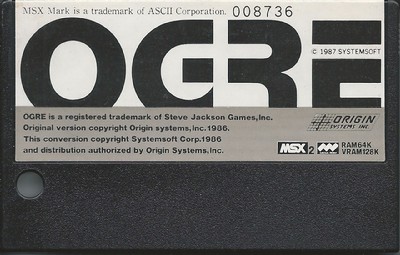 MSX Mark is a trademark of ASCII Corporation. 008736
OGRE
© 1987 SYSTEMSOFT
OGRE is a registered trademark of Steve Jackson Games,Inc.
Original version copyright Origin systems,inc.1986.
This conversion copyright Systemsoft Corp.1986
and distribution authorized by Origin Systems,Inc.
ORIGIN
SYSTEMS INC.
MSX 2
RAM64K
VRAM128K